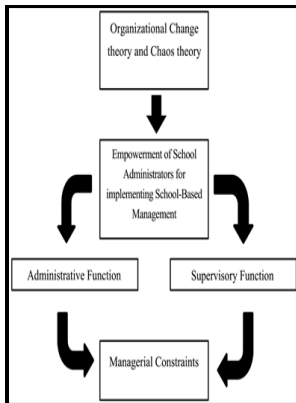 Organizational Change
theory and Chaos theory
Empowerment of School
Administrators for
implementing School-Based
Management
Administrative Function
Supervisory Function
Managerial Constraints